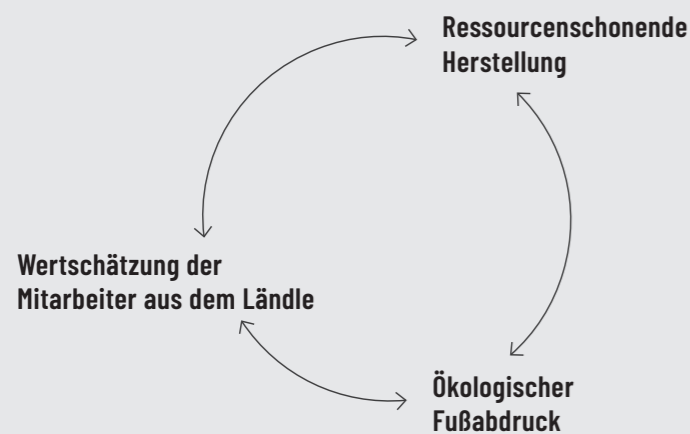 Ressourcenschonende
Herstellung
Wertschätzung der
Mitarbeiter aus dem Ländle
Ökologischer
Fußabdruck